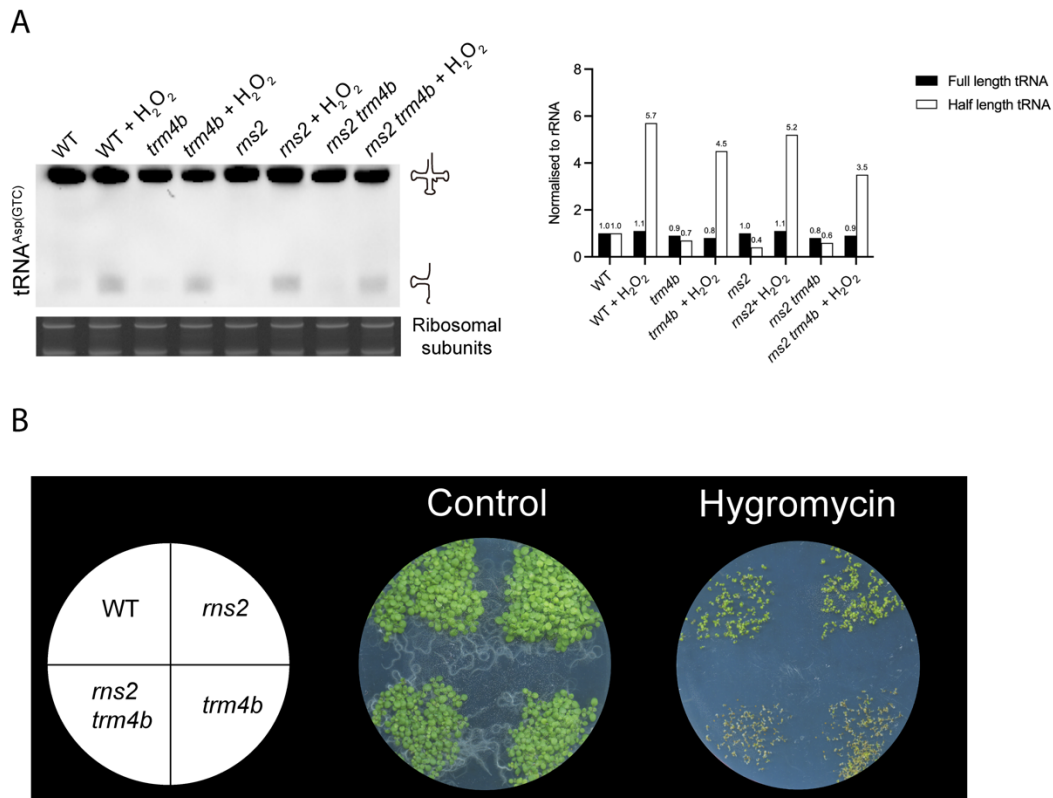 A
WT
WT + H₂O₂
trm4b
trm4b + H₂O₂
rns2
rns2 + H₂O₂
rns2 trm4b
rns2 trm4b + H₂O₂
tRNA^Asp(GTC)
Ribosomal
subunits
Normalised to rRNA
8
6
4
2
0
1.0
1.0
1.1
5.7
0.9
0.7
0.8
4.5
1.0
0.4
1.1
5.2
0.8
0.6
0.9
3.5
WT
WT + H₂O₂
trm4b
trm4b + H₂O₂
rns2
rns2+ H₂O₂
rns2 trm4b
rns2 trm4b + H₂O₂
Full length tRNA
Half length tRNA
B
WT
rns2
rns2
trm4b
trm4b
Control
Hygromycin